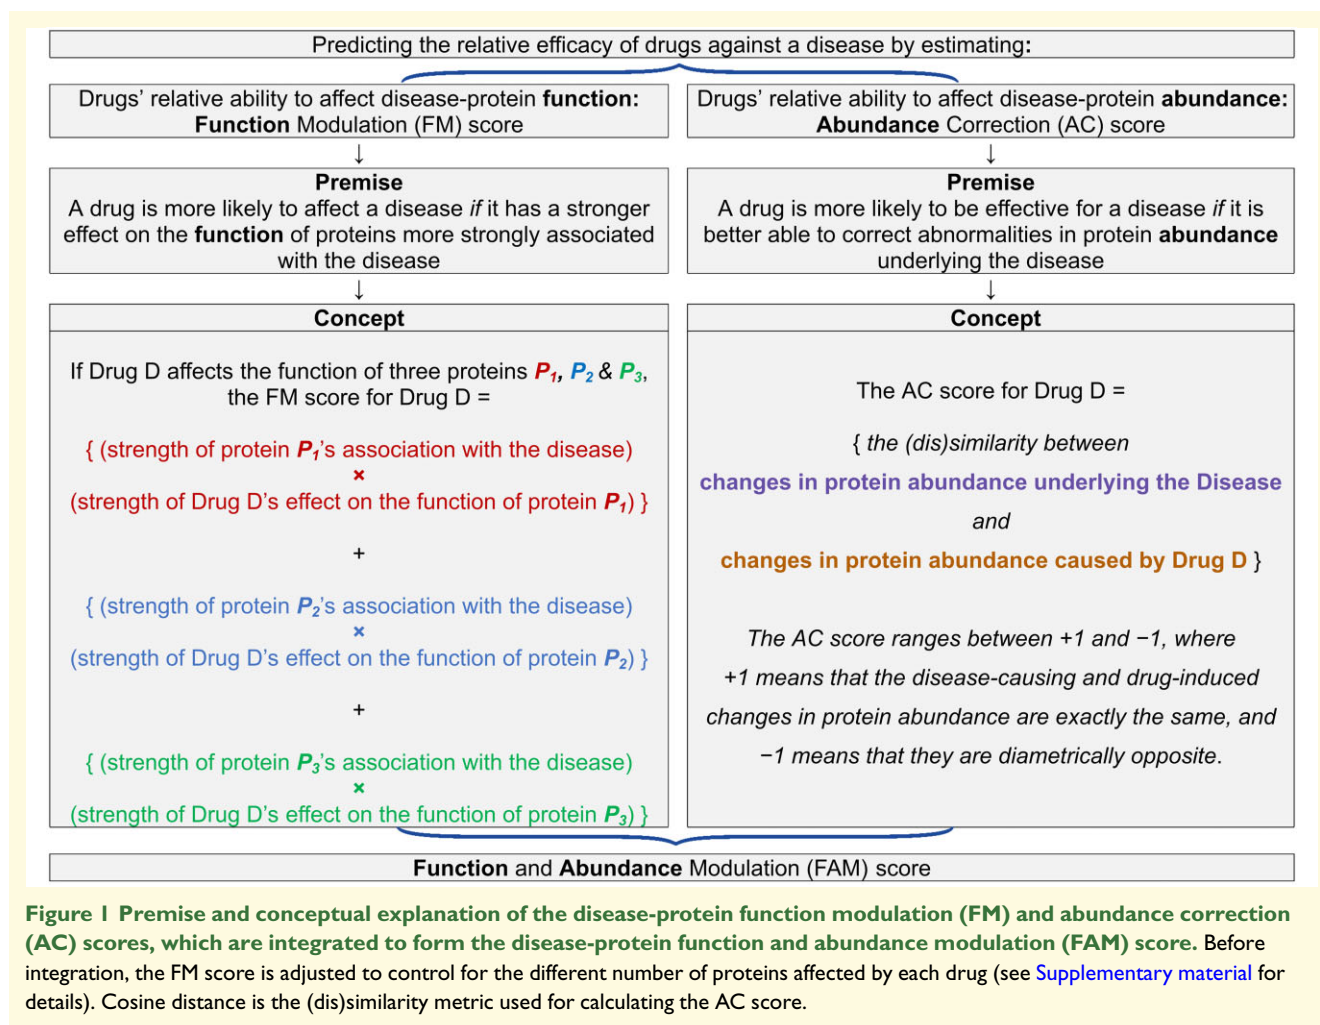 Predicting the relative efficacy of drugs against a disease by estimating:
Drugs' relative ability to affect disease-protein function:
Function Modulation (FM) score
↓
Premise
A drug is more likely to affect a disease if it has a stronger
effect on the function of proteins more strongly associated
with the disease
↓
Concept
If Drug D affects the function of three proteins P1, P2 & P3,
the FM score for Drug D =
{ (strength of protein P1's association with the disease)
×
(strength of Drug D's effect on the function of protein P1) }
+
{ (strength of protein P2's association with the disease)
×
(strength of Drug D's effect on the function of protein P2) }
+
{ (strength of protein P3's association with the disease)
×
(strength of Drug D's effect on the function of protein P3) }
Drugs' relative ability to affect disease-protein abundance:
Abundance Correction (AC) score
↓
Premise
A drug is more likely to be effective for a disease if it is
better able to correct abnormalities in protein abundance
underlying the disease
↓
Concept
The AC score for Drug D =
{ the (dis)similarity between
changes in protein abundance underlying the Disease
and
changes in protein abundance caused by Drug D }
The AC score ranges between +1 and −1, where
+1 means that the disease-causing and drug-induced
changes in protein abundance are exactly the same, and
−1 means that they are diametrically opposite.
Function and Abundance Modulation (FAM) score
Figure 1 Premise and conceptual explanation of the disease-protein function modulation (FM) and abundance correction
(AC) scores, which are integrated to form the disease-protein function and abundance modulation (FAM) score. Before
integration, the FM score is adjusted to control for the different number of proteins affected by each drug (see Supplementary material for
details). Cosine distance is the (dis)similarity metric used for calculating the AC score.